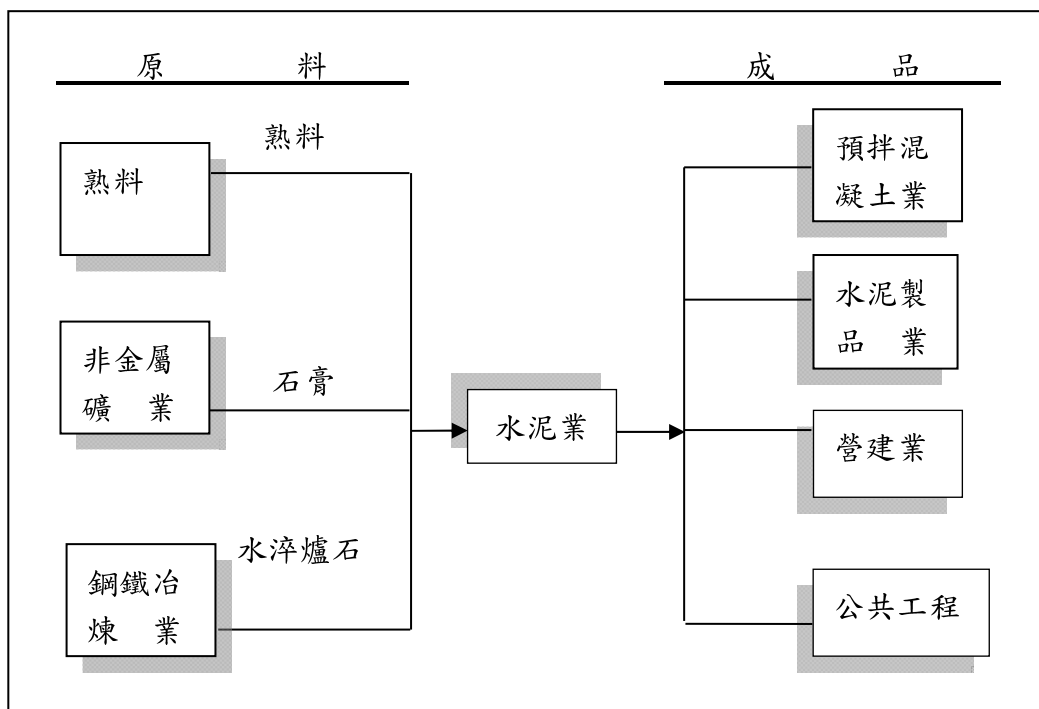 原 料
成 品
熟料
熟料
非金屬
礦 業
石膏
鋼鐵冶
煉 業
水淬爐石
水泥業
預拌混
凝土業
水泥製
品 業
營建業
公共工程